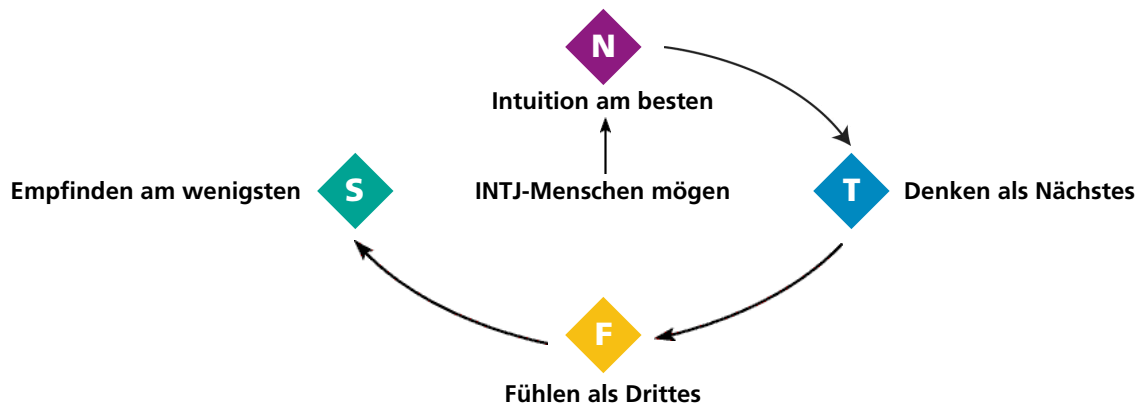 N
Intuition am besten
Empfinden am wenigsten
S
INTJ-Menschen mögen
T
Denken als Nächstes
F
Fühlen als Drittes